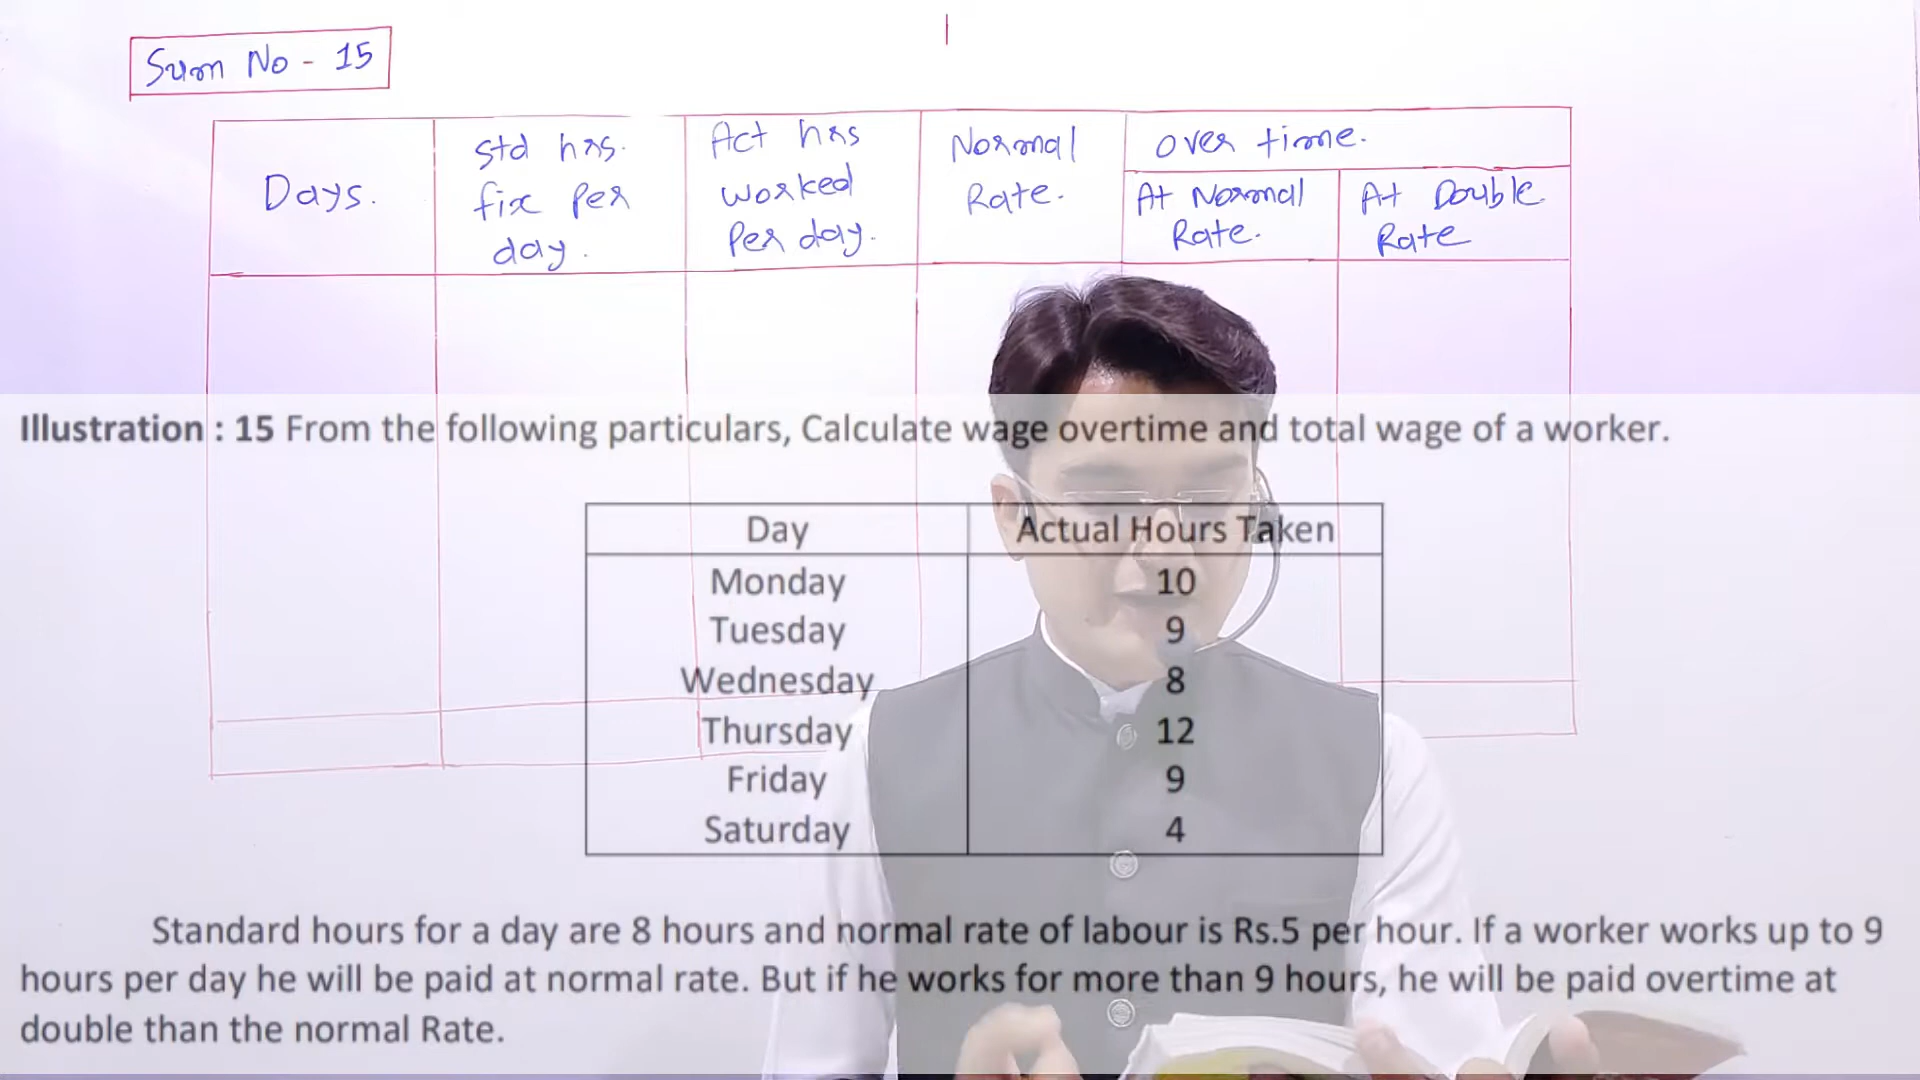 Sum No - 15
Days.
Std hrs.
fix Per
day.
Act hrs
worked
Per day.
Normal
Rate.
Over time.
At Normal
Rate.
At Double
Rate
Illustration : 15 From the following particulars, Calculate wage overtime and total wage of a worker.
Day Actual Hours Taken
Monday 10
Tuesday 9
Wednesday 8
Thursday 12
Friday 9
Saturday 4
Standard hours for a day are 8 hours and normal rate of labour is Rs.5 per hour. If a worker works up to 9
hours per day he will be paid at normal rate. But if he works for more than 9 hours, he will be paid overtime at
double than the normal Rate.